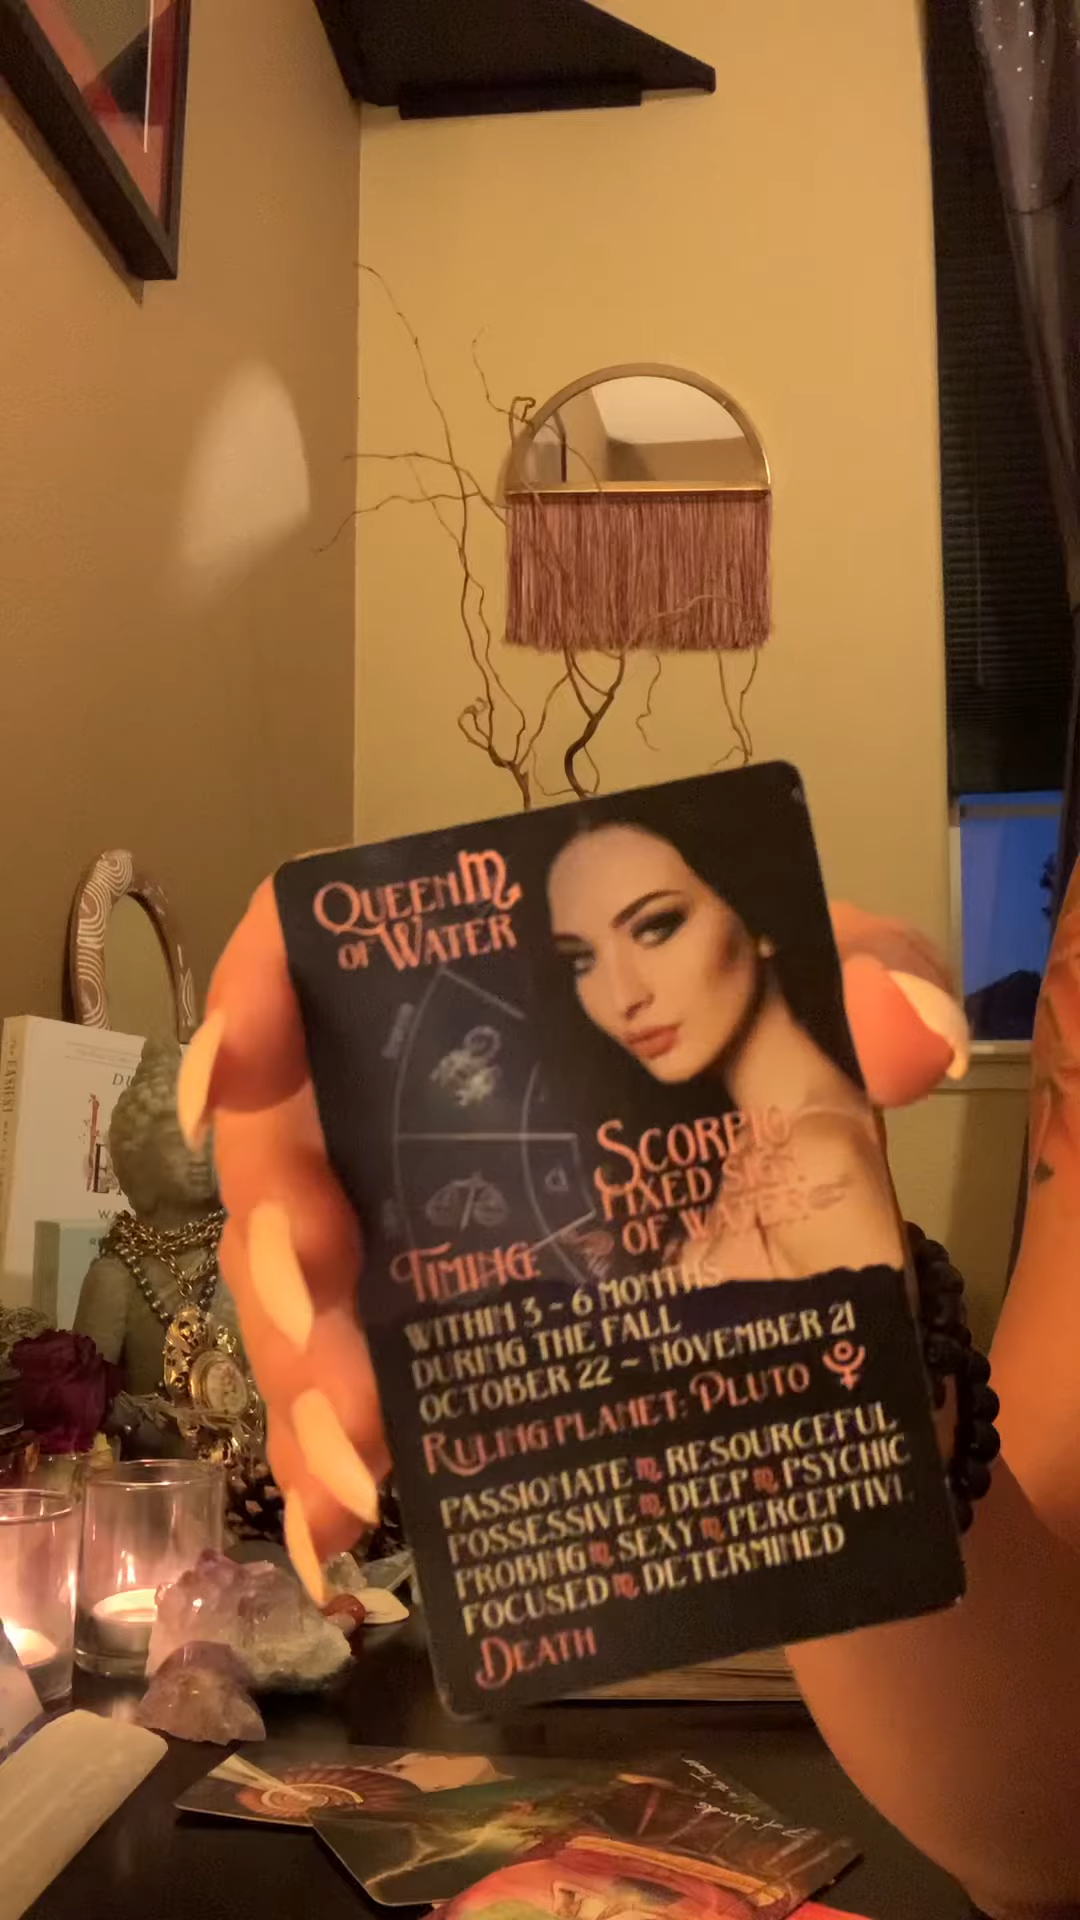 QUEEN ♏
OF WATER
SCORPIO
FIXED SIGN
OF WATER
TIMING
WITHIN 3 - 6 MONTHS
DURING THE FALL
OCTOBER 22 ~ NOVEMBER 21
RULING PLANET: PLUTO ♇
PASSIONATE ♏ RESOURCEFUL
POSSESSIVE ♏ DEEP ♏ PSYCHIC
PROBING ♏ SEXY ♏ PERCEPTIVE
FOCUSED ♏ DETERMINED
DEATH